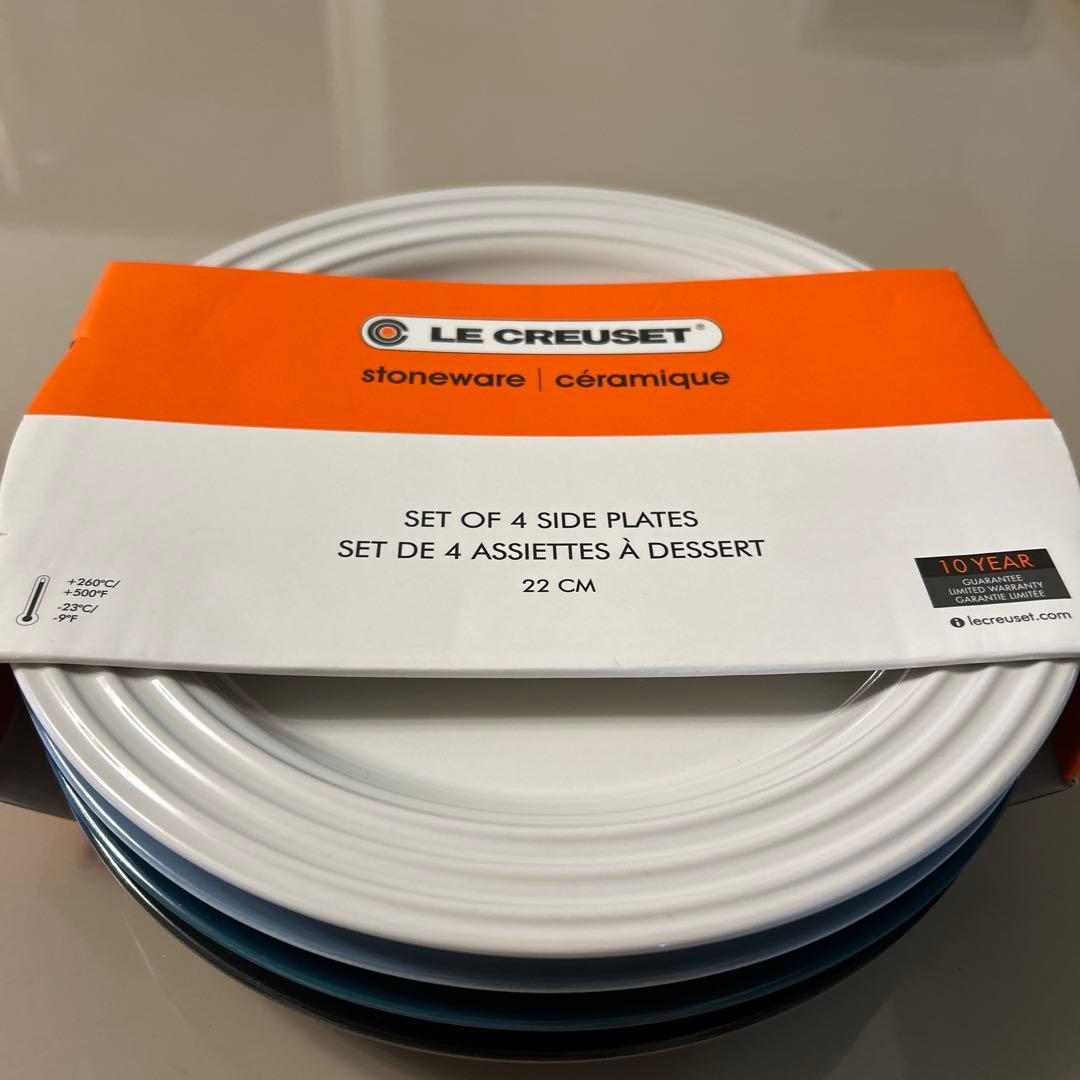 LE CREUSET®
stoneware | céramique
SET OF 4 SIDE PLATES
SET DE 4 ASSIETTES À DESSERT
22 CM
+260°C/
+500°F
-23°C/
-9°F
10 YEAR
GUARANTEE
LIMITED WARRANTY
GARANTIE LIMITÉE
lecreuset.com